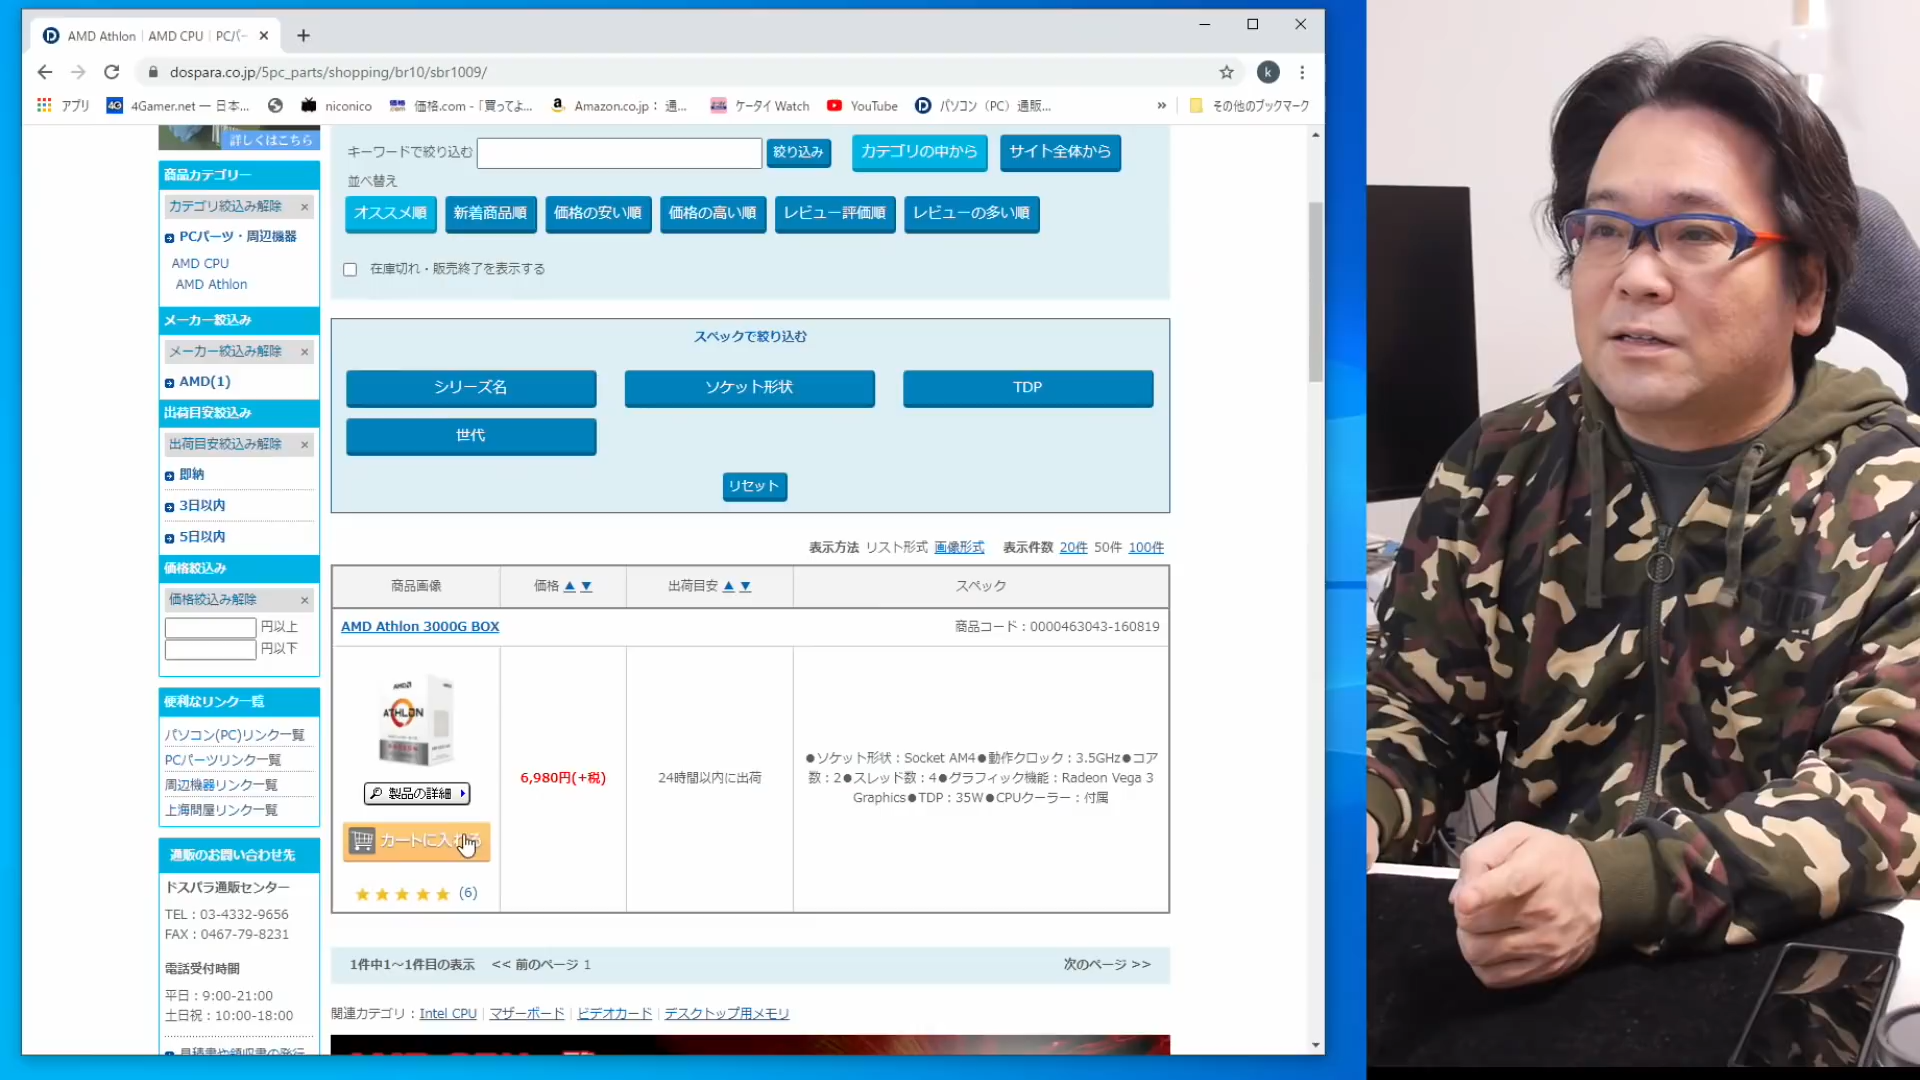 AMD Athlon | AMD CPU | PCパー
dospara.co.jp/5pc_parts/shopping/br10/sbr1009/
k
アプリ
4Gamer.net — 日本...
niconico
価格.com -「買ってよ...
Amazon.co.jp： 通...
ケータイ Watch
YouTube
パソコン（PC）通販...
»
その他のブックマーク
詳しくはこちら
商品カテゴリー
カテゴリ絞込み解除 ×
PCパーツ・周辺機器
AMD CPU
AMD Athlon
メーカー絞込み
メーカー絞込み解除 ×
AMD(1)
出荷目安絞込み
出荷目安絞込み解除 ×
即納
3日以内
5日以内
価格絞込み
価格絞込み解除 ×
円以上
円以下
便利なリンク一覧
パソコン(PC)リンク一覧
PCパーツリンク一覧
周辺機器リンク一覧
上海問屋リンク一覧
通販のお問い合わせ先
ドスパラ通販センター
TEL：03-4332-9656
FAX：0467-79-8231
電話受付時間
平日：9:00-21:00
土日祝：10:00-18:00
見積書や領収書の発行
キーワードで絞り込む
絞り込み
カテゴリの中から
サイト全体から
並べ替え
オススメ順
新着商品順
価格の安い順
価格の高い順
レビュー評価順
レビューの多い順
在庫切れ・販売終了を表示する
スペックで絞り込む
シリーズ名
ソケット形状
TDP
世代
リセット
表示方法 リスト形式 画像形式 表示件数 20件 50件 100件
商品画像
価格 ▲ ▼
出荷目安 ▲ ▼
スペック
AMD Athlon 3000G BOX
商品コード：0000463043-160819
AMD
ATHLON
製品の詳細
カートに入れる
★★★★★ (6)
6,980円(+税)
24時間以内に出荷
●ソケット形状：Socket AM4●動作クロック：3.5GHz●コア
数：2●スレッド数：4●グラフィック機能：Radeon Vega 3
Graphics●TDP：35W●CPUクーラー：付属
1件中1～1件目の表示 << 前のページ 1
次のページ >>
関連カテゴリ：Intel CPU | マザーボード | ビデオカード | デスクトップ用メモリ